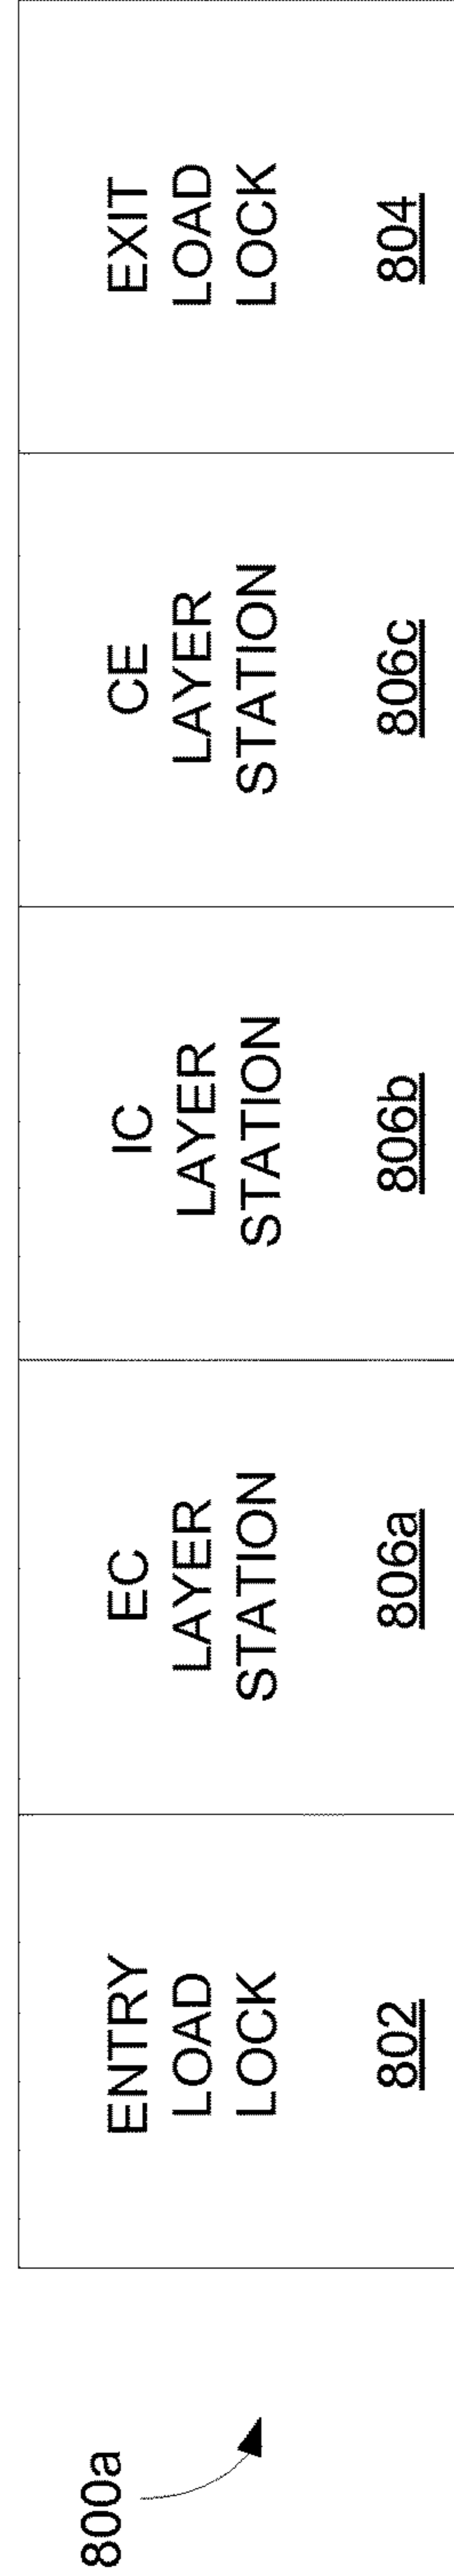 800a
ENTRY
LOAD
LOCK
802
EC
LAYER
STATION
806a
IC
LAYER
STATION
806b
CE
LAYER
STATION
806c
EXIT
LOAD
LOCK
804